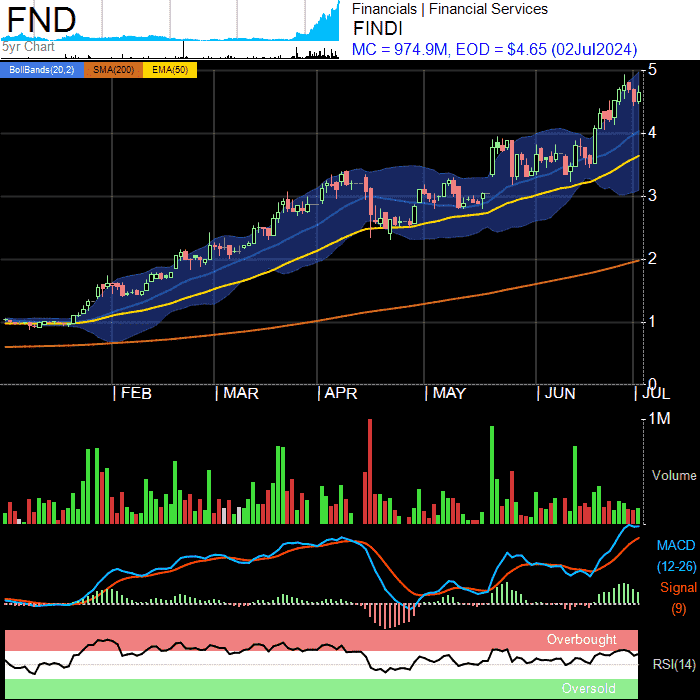 FND
5yr Chart
Financials | Financial Services
FINDI
MC = 974.9M, EOD = $4.65 (02Jul2024)
BollBands(20,2) SMA(200) EMA(50)
5
4
3
2
1
0
FEB MAR APR MAY JUN JUL
1M
Volume
MACD
(12-26)
Signal
(9)
Overbought
RSI(14)
Oversold